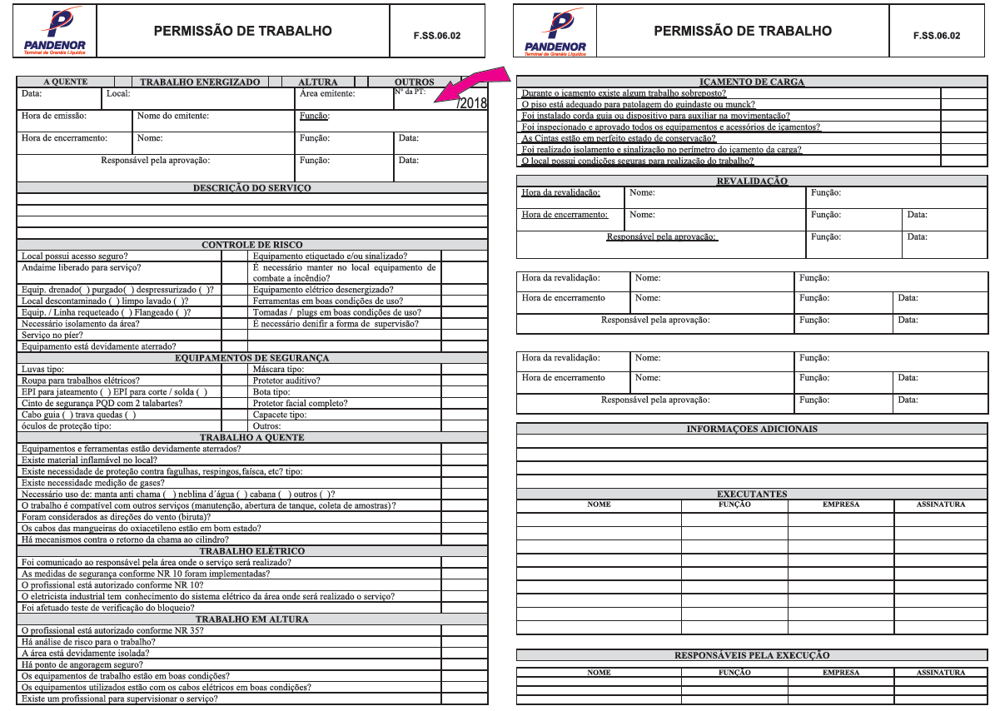 PANDENOR
Terminal de Granéis Líquidos
PERMISSÃO DE TRABALHO
F.SS.06.02
A QUENTE TRABALHO ENERGIZADO ALTURA OUTROS
Data: Local: Área emitente: Nº da PT:
/2018
Hora de emissão: Nome do emitente: Função:
Hora de encerramento: Nome: Função: Data:
Responsável pela aprovação: Função: Data:
DESCRIÇÃO DO SERVIÇO
CONTROLE DE RISCO
Local possui acesso seguro? Equipamento etiquetado e/ou sinalizado?
Andaime liberado para serviço? É necessário manter no local equipamento de
combate a incêndio?
Equip. drenado( ) purgado( ) despressurizado ( )? Equipamento elétrico desenergizado?
Local descontaminado ( ) limpo lavado ( )? Ferramentas em boas condições de uso?
Equip. / Linha requeteado ( ) Flangeado ( )? Tomadas / plugs em boas condições de uso?
Necessário isolamento da área? É necessário denifir a forma de supervisão?
Serviço no píer?
Equipamento está devidamente aterrado?
EQUIPAMENTOS DE SEGURANÇA
Luvas tipo: Máscara tipo:
Roupa para trabalhos elétricos? Protetor auditivo?
EPI para jateamento ( ) EPI para corte / solda ( ) Bota tipo:
Cinto de segurança PQD com 2 talabartes? Protetor facial completo?
Cabo guia ( ) trava quedas ( ) Capacete tipo:
óculos de proteção tipo: Outros:
TRABALHO A QUENTE
Equipamentos e ferramentas estão devidamente aterrados?
Existe material inflamável no local?
Existe necessidade de proteção contra fagulhas, respingos,faísca, etc? tipo:
Existe necessidade medição de gases?
Necessário uso de: manta anti chama ( ) neblina d´água ( ) cabana ( ) outros ( )?
O trabalho é compatível com outros serviços (manutenção, abertura de tanque, coleta de amostras)?
Foram considerados as direções do vento (biruta)?
Os cabos das mangueiras do oxiacetileno estão em bom estado?
Há mecanismos contra o retorno da chama ao cilindro?
TRABALHO ELÉTRICO
Foi comunicado ao responsável pela área onde o serviço será realizado?
As medidas de segurança conforme NR 10 foram implementadas?
O profissional está autorizado conforme NR 10?
O eletricista industrial tem conhecimento do sistema elétrico da área onde será realizado o serviço?
Foi afetuado teste de verificação do bloqueio?
TRABALHO EM ALTURA
O profissional está autorizado conforme NR 35?
Há análise de risco para o trabalho?
A área está devidamente isolada?
Há ponto de angoragem seguro?
Os equipamentos de trabalho estão em boas condições?
Os equipamentos utilizados estão com os cabos elétricos em boas condições?
Existe um profissional para supervisionar o serviço?
PANDENOR
Terminal de Granéis Líquidos
PERMISSÃO DE TRABALHO
F.SS.06.02
IÇAMENTO DE CARGA
Durante o içamento existe algum trabalho sobreposto?
O piso está adequado para patologem do guindaste ou munck?
Foi instalado corda guia ou dispositivo para auxiliar na movimentação?
Foi inspecionado e aprovado todos os equipamentos e acessórios de içamentos?
As Cintas estão em perfeito estado de conservação?
Foi realizado isolamento e sinalização no perímetro do içamento da carga?
O local possui condições seguras para realização do trabalho?
REVALIDAÇÃO
Hora da revalidação: Nome: Função:
Hora de encerramento: Nome: Função: Data:
Responsável pela aprovação: Função: Data:
Hora da revalidação: Nome: Função:
Hora de encerramento Nome: Função: Data:
Responsável pela aprovação: Função: Data:
Hora da revalidação: Nome: Função:
Hora de encerramento Nome: Função: Data:
Responsável pela aprovação: Função: Data:
INFORMAÇOES ADICIONAIS
EXECUTANTES
NOME FUNÇÃO EMPRESA ASSINATURA
RESPONSÁVEIS PELA EXECUÇÃO
NOME FUNÇÃO EMPRESA ASSINATURA